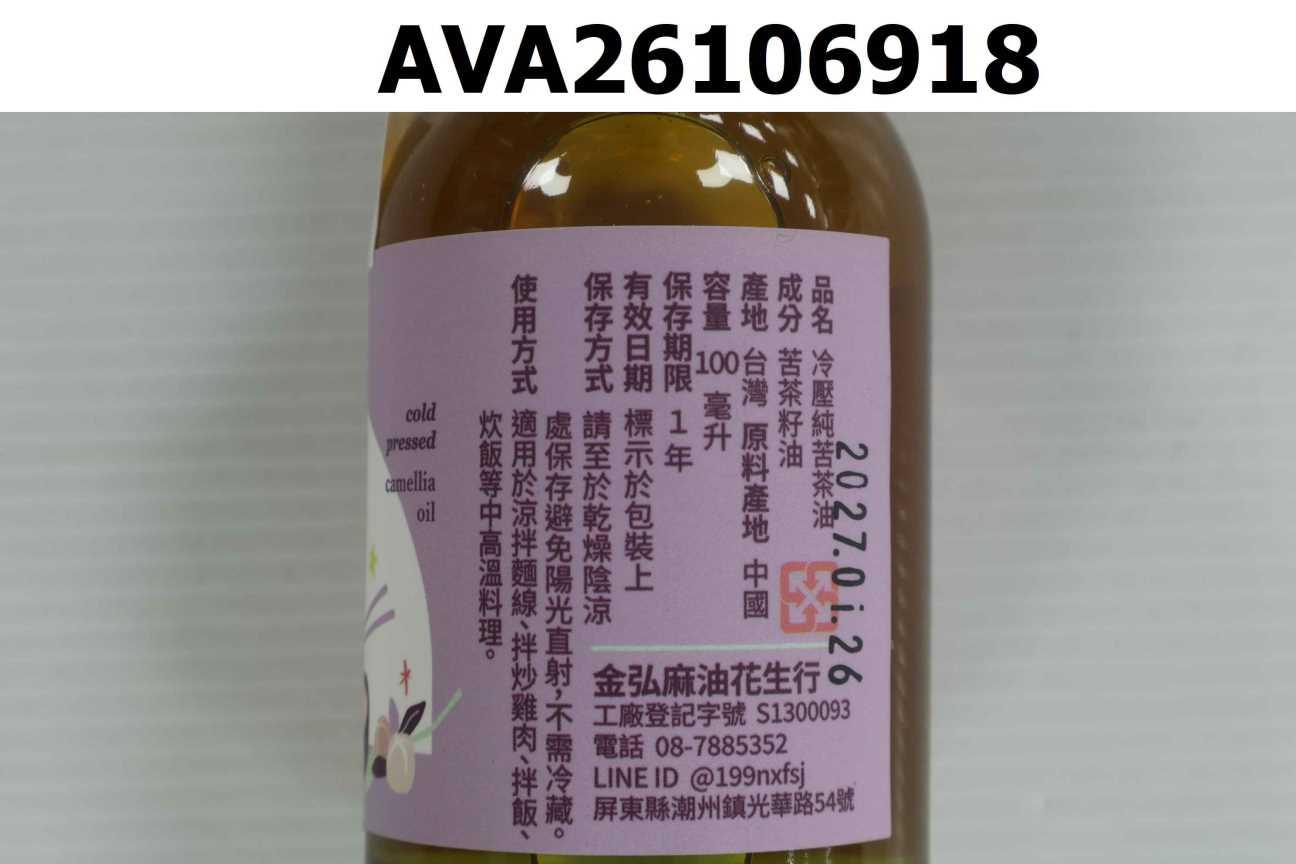 AVA26106918
品名 冷壓純苦茶油
成分 苦茶籽油
產地 台灣 原料產地 中國
容量 100 毫升
保存期限 1年
有效日期 標示於包裝上
保存方式 請至於乾燥陰涼
處保存避免陽光直射,不需冷藏。
使用方式 適用於涼拌麵線、拌炒雞肉、拌飯、
炊飯等中高溫料理。
2027.01.26
金弘麻油花生行
工廠登記字號 S1300093
電話 08-7885352
LINE ID @199nxfsj
屏東縣潮州鎮光華路54號
cold
pressed
camellia
oil